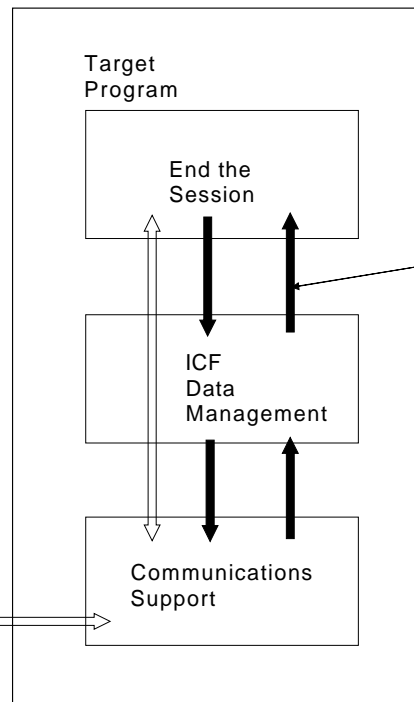 Target
Program
End the
Session
ICF
Data
Management
Communications
Support